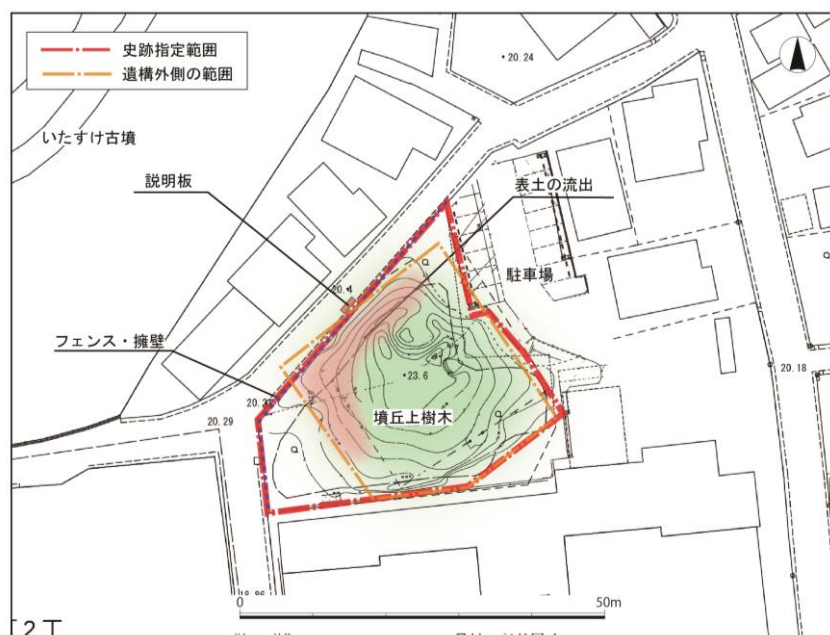 史跡指定範囲
遺構外側の範囲
20.24
いたすけ古墳
説明板
表土の流出
駐車場
20.4
フェンス・擁壁
23.6
20.18
墳丘上樹木
20.29
0
50m